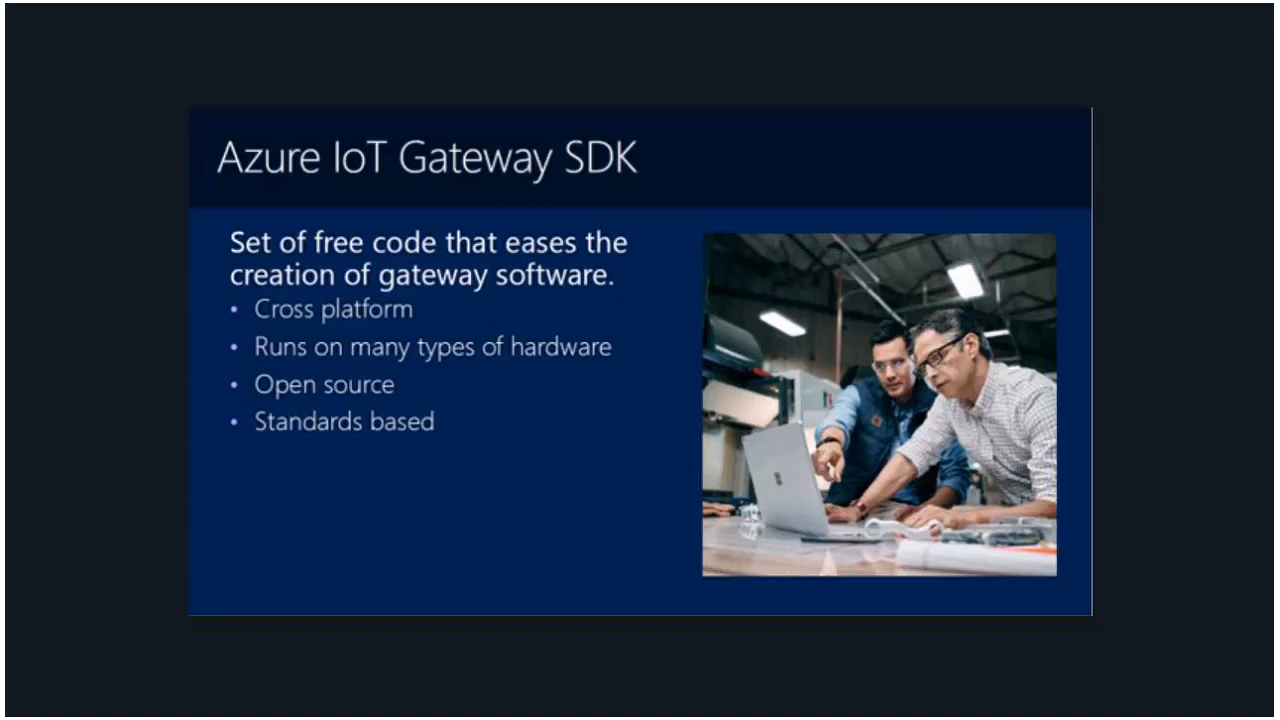 Azure IoT Gateway SDK
Set of free code that eases the
creation of gateway software.
• Cross platform
• Runs on many types of hardware
• Open source
• Standards based